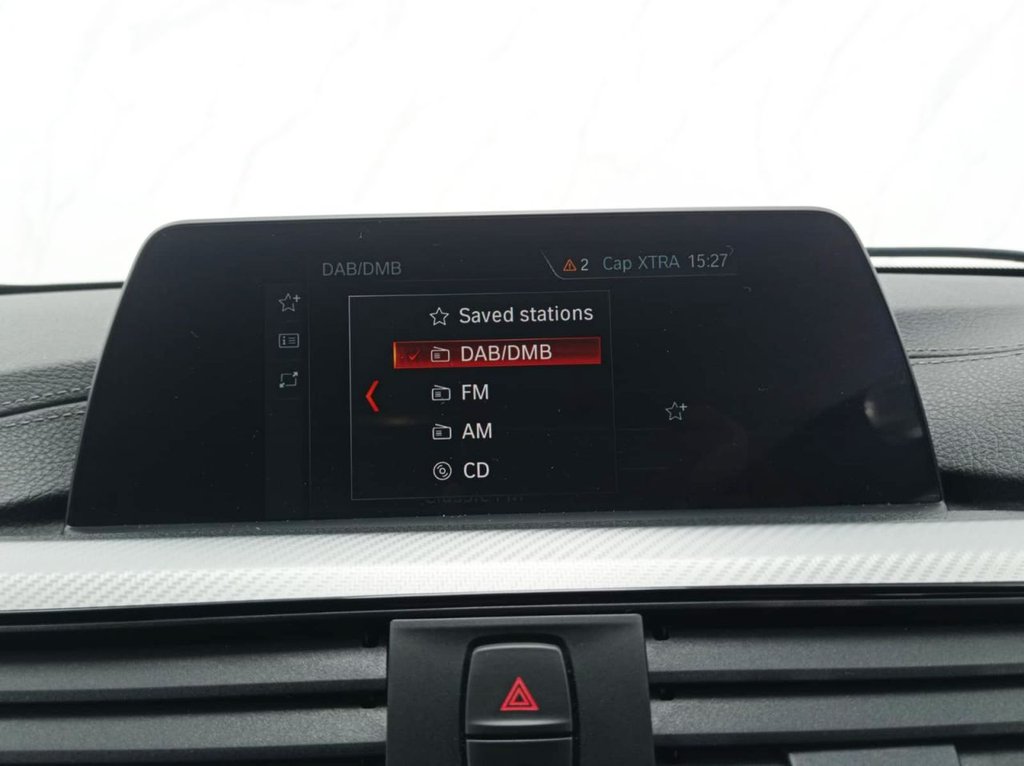 DAB/DMB
2 Cap XTRA 15:27
Saved stations
DAB/DMB
FM
AM
CD